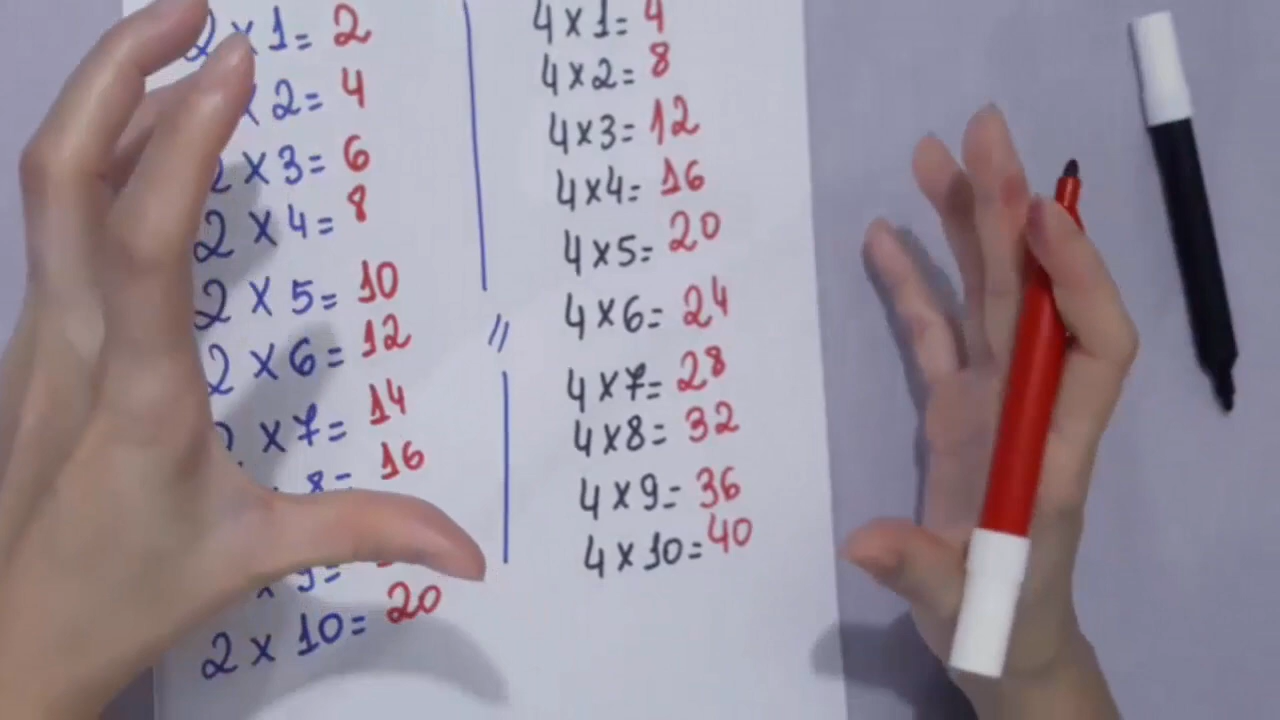 2 x 1= 2
x 2= 4
2 x 3= 6
2 x 4= 8
2 x 5= 10
2 x 6= 12
x 7= 14
8= 16
9=
2 x 10= 20
4 x 1= 4
4 x 2= 8
4 x 3= 12
4 x 4= 16
4 x 5= 20
4 x 6= 24
4 x 7= 28
4 x 8= 32
4 x 9= 36
4 x 10= 40